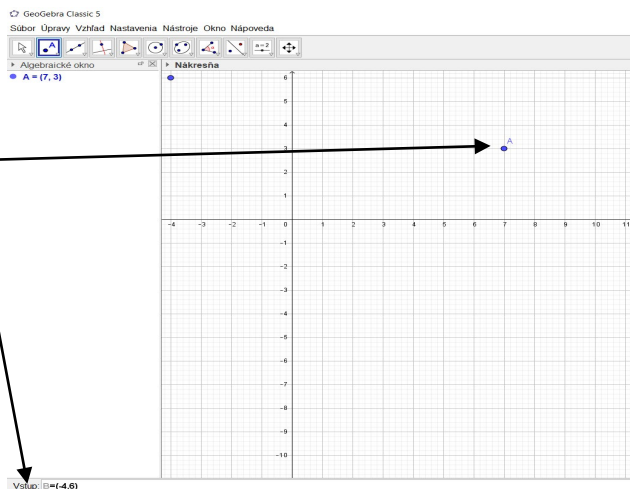 GeoGebra Classic 5
Súbor Úpravy Vzhľad Nastavenia Nástroje Okno Nápoveda
A
a = 2
Algebraické okno
Nákresňa
A = (7, 3)
6
5
4
A
3
2
1
-4 -3 -2 -1 0 1 2 3 4 5 6 7 8 9 10 11
-1
-2
-3
-4
-5
-6
-7
-8
-9
-10
Vstup: B=(-4,6)